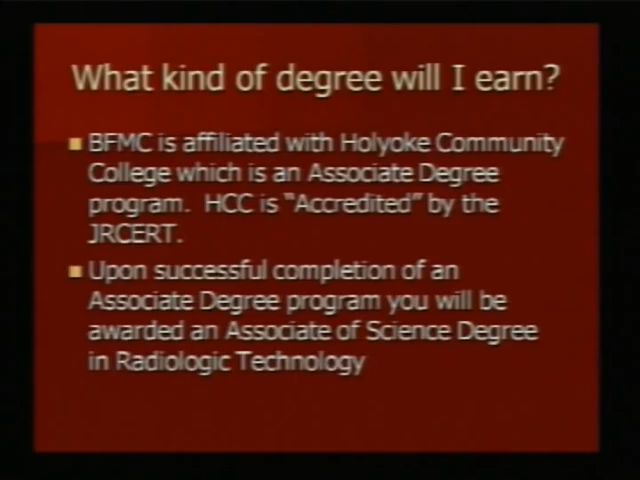 What kind of degree will I earn?
BFMC is affiliated with Holyoke Community
College which is an Associate Degree
program. HCC is “Accredited” by the
JRCERT.
Upon successful completion of an
Associate Degree program you will be
awarded an Associate of Science Degree
in Radiologic Technology